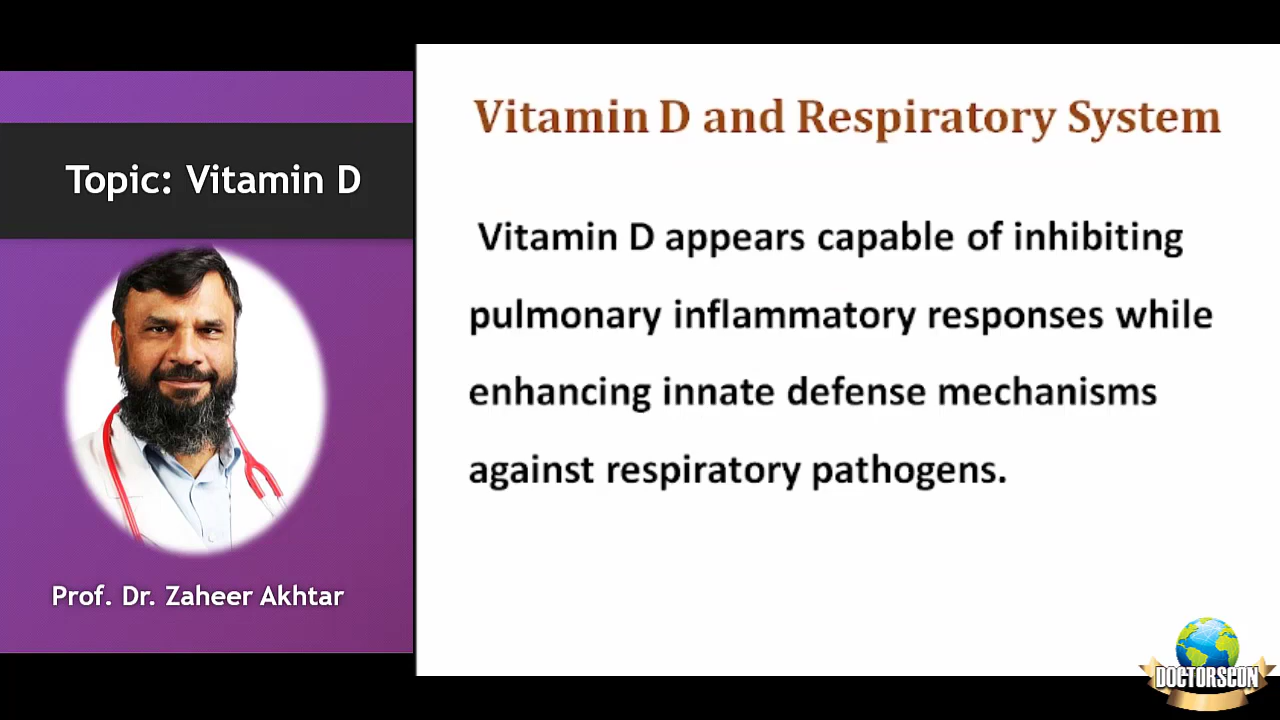 Topic: Vitamin D
Prof. Dr. Zaheer Akhtar
Vitamin D and Respiratory System
Vitamin D appears capable of inhibiting
pulmonary inflammatory responses while
enhancing innate defense mechanisms
against respiratory pathogens.
DOCTORSCON